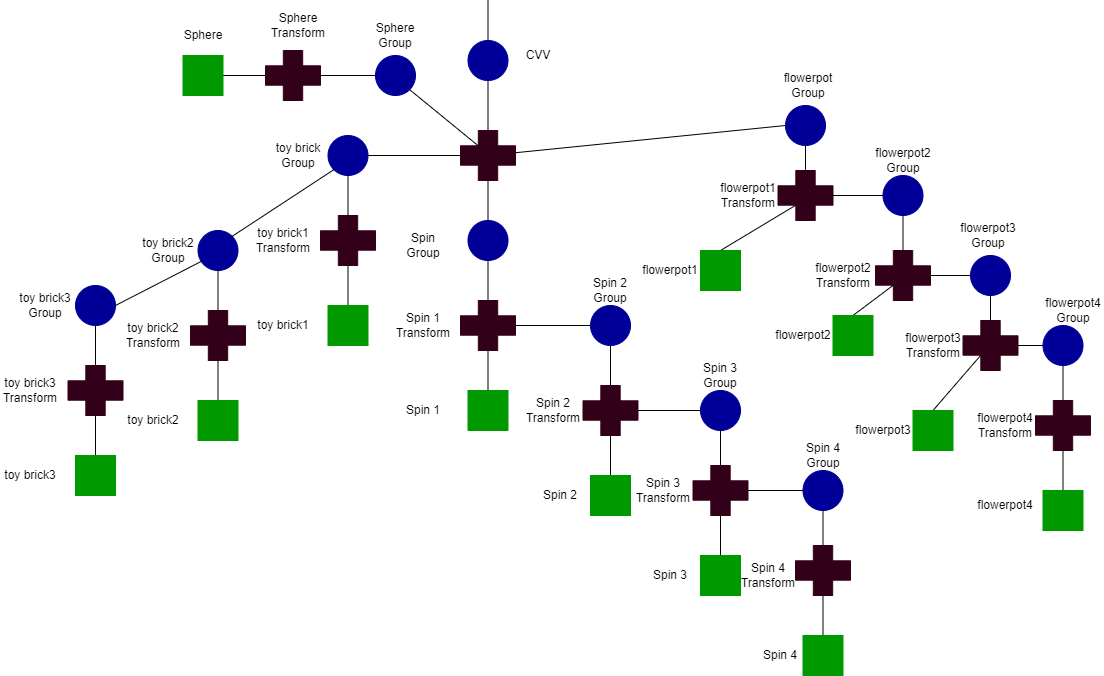 Sphere
Sphere
Transform
Sphere
Group
CVV
flowerpot
Group
toy brick
Group
flowerpot2
Group
flowerpot1
Transform
toy brick2
Group
toy brick1
Transform
Spin
Group
flowerpot3
Group
flowerpot1
flowerpot2
Transform
toy brick3
Group
Spin 2
Group
flowerpot4
Group
toy brick2
Transform
toy brick1
Spin 1
Transform
flowerpot2
flowerpot3
Transform
toy brick3
Transform
Spin 3
Group
toy brick2
Spin 1
Spin 2
Transform
flowerpot3
flowerpot4
Transform
toy brick3
Spin 4
Group
Spin 2
Spin 3
Transform
flowerpot4
Spin 3
Spin 4
Transform
Spin 4